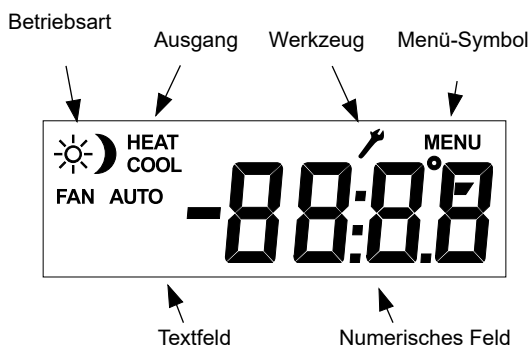 Betriebsart
Ausgang Werkzeug Menü-Symbol
HEAT MENU
COOL
FAN AUTO
-88:8.8°
Textfeld Numerisches Feld